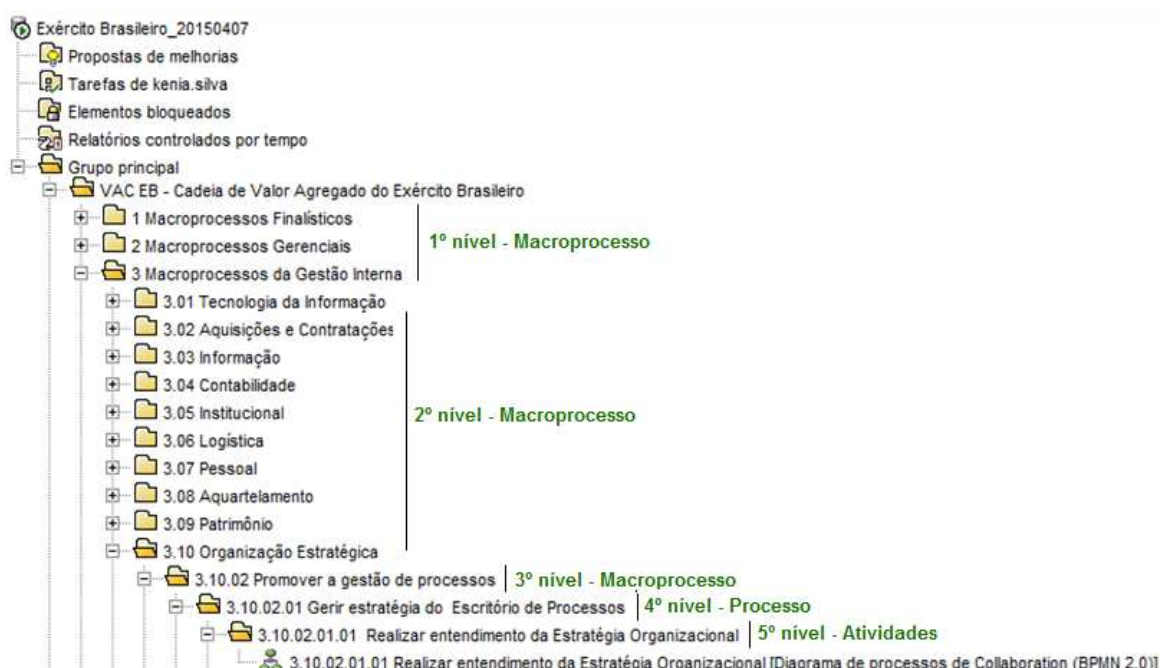 Exército Brasileiro_20150407
Propostas de melhorias
Tarefas de kenia.silva
Elementos bloqueados
Relatórios controlados por tempo
Grupo principal
VAC EB - Cadeia de Valor Agregado do Exército Brasileiro
1 Macroprocessos Finalísticos
2 Macroprocessos Gerenciais
1º nível - Macroprocesso
3 Macroprocessos da Gestão Interna
3.01 Tecnologia da Informação
3.02 Aquisições e Contratações
3.03 Informação
3.04 Contabilidade
3.05 Institucional
2º nível - Macroprocesso
3.06 Logística
3.07 Pessoal
3.08 Aquartelamento
3.09 Patrimônio
3.10 Organização Estratégica
3.10.02 Promover a gestão de processos 3º nível - Macroprocesso
3.10.02.01 Gerir estratégia do Escritório de Processos 4º nível - Processo
3.10.02.01.01 Realizar entendimento da Estratégia Organizacional 5º nível - Atividades
3.10.02.01.01 Realizar entendimento da Estratégia Organizacional [Diagrama de processos de Collaboration (BPMN 2.0)]